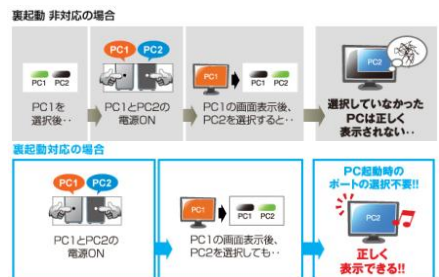 裏起動 非対応の場合
PC1 PC2
PC1を
選択後‥
PC1 PC2
PC1とPC2の
電源ON
PC1
PC1 PC2
PC1の画面表示後、
PC2を選択すると‥
PC2
選択していなかった
PCは正しく
表示されない‥
裏起動対応の場合
PC1 PC2
PC1とPC2の
電源ON
PC1
PC1 PC2
PC1の画面表示後、
PC2を選択しても‥
PC起動時の
ポートの選択不要!!
PC2
正しく
表示できる!!